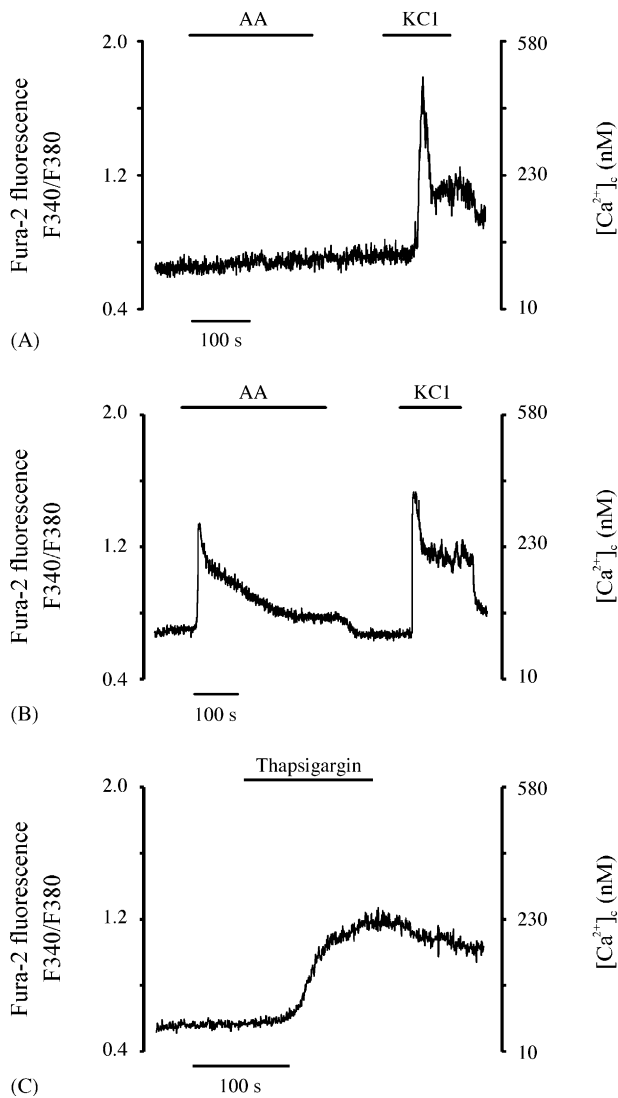 AA KC1
2.0 580
Fura-2 fluorescence
F340/F380
1.2 230
[Ca²⁺]c (nM)
0.4 10
100 s
(A)
AA KC1
2.0 580
Fura-2 fluorescence
F340/F380
1.2 230
[Ca²⁺]c (nM)
0.4 10
100 s
(B)
Thapsigargin
2.0 580
Fura-2 fluorescence
F340/F380
1.2 230
[Ca²⁺]c (nM)
0.4 10
100 s
(C)